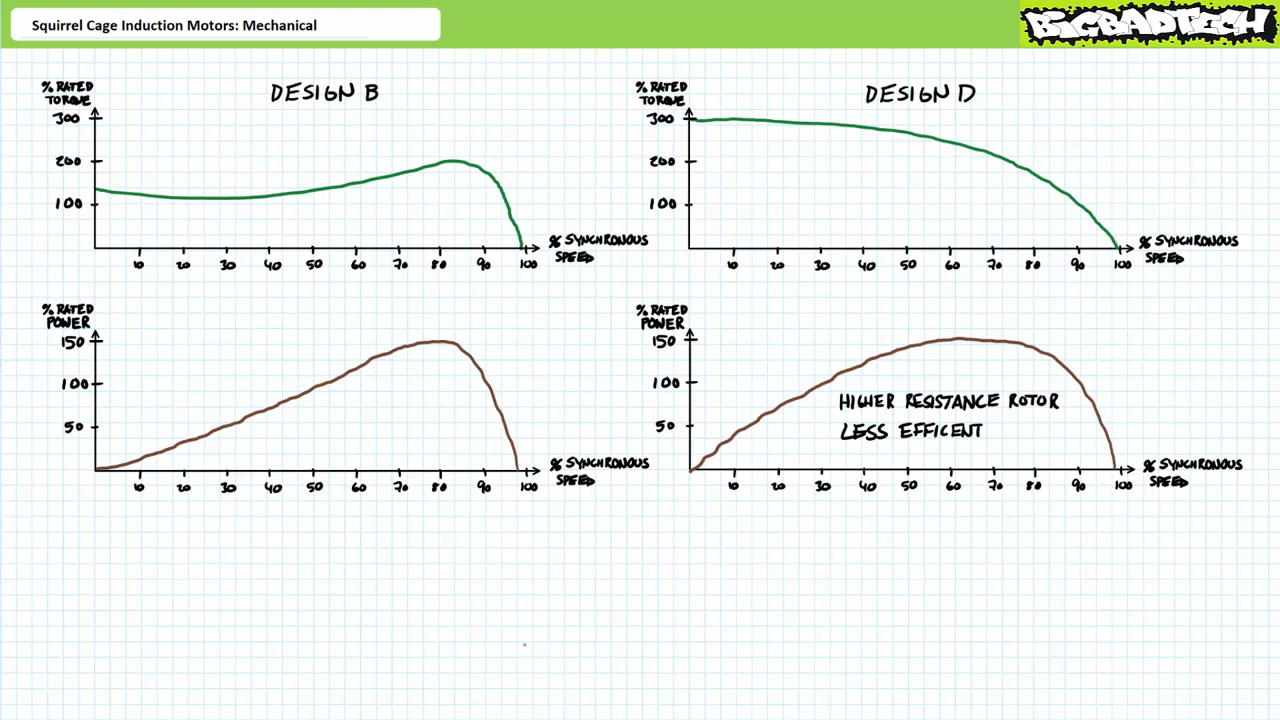 Squirrel Cage Induction Motors: Mechanical
BIGBADTECH
% RATED
TORQUE
DESIGN B
300
200
100
10 20 30 40 50 60 70 80 90 100
% SYNCHRONOUS
SPEED
% RATED
TORQUE
DESIGN D
300
200
100
10 20 30 40 50 60 70 80 90 100
% SYNCHRONOUS
SPEED
% RATED
POWER
150
100
50
10 20 30 40 50 60 70 80 90 100
% SYNCHRONOUS
SPEED
% RATED
POWER
150
100
50
HIGHER RESISTANCE ROTOR
LESS EFFICENT
10 20 30 40 50 60 70 80 90 100
% SYNCHRONOUS
SPEED